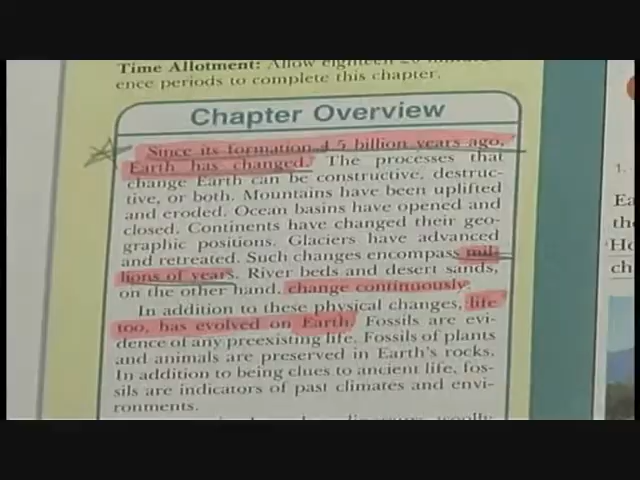 Time Allotment: Allow eighteen
ence periods to complete this chapter.
Chapter Overview
Since its formation 4.5 billion years ago,
Earth has changed. The processes that
change Earth can be constructive, destruc-
tive, or both. Mountains have been uplifted
and eroded. Ocean basins have opened and
closed. Continents have changed their geo-
graphic positions. Glaciers have advanced
and retreated. Such changes encompass mil-
lions of years. River beds and desert sands,
on the other hand, change continuously.
In addition to these physical changes, life
too, has evolved on Earth. Fossils are evi-
dence of any preexisting life. Fossils of plants
and animals are preserved in Earth's rocks.
In addition to being clues to ancient life, fos-
sils are indicators of past climates and envi-
ronments.
1.
Ea
the
ch